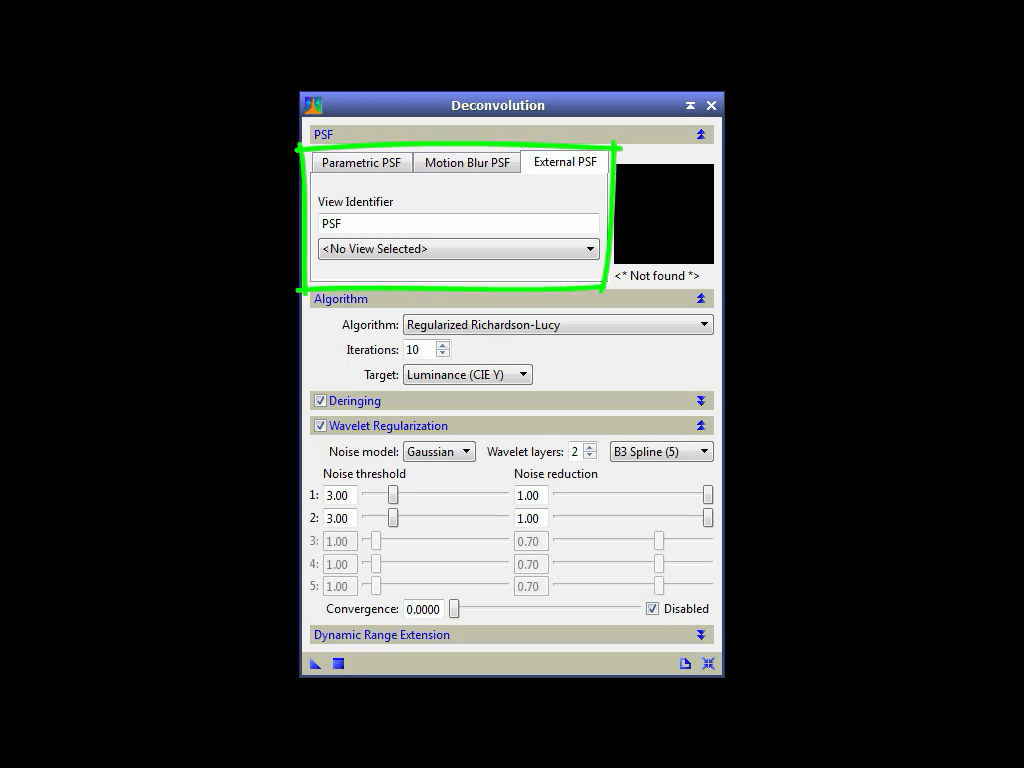 Deconvolution
PSF
Parametric PSF Motion Blur PSF External PSF
View Identifier
PSF
<No View Selected>
<* Not found *>
Algorithm
Algorithm: Regularized Richardson-Lucy
Iterations: 10
Target: Luminance (CIE Y)
Deringing
Wavelet Regularization
Noise model: Gaussian Wavelet layers: 2 B3 Spline (5)
Noise threshold Noise reduction
1: 3.00 1.00
2: 3.00 1.00
3: 1.00 0.70
4: 1.00 0.70
5: 1.00 0.70
Convergence: 0.0000 Disabled
Dynamic Range Extension